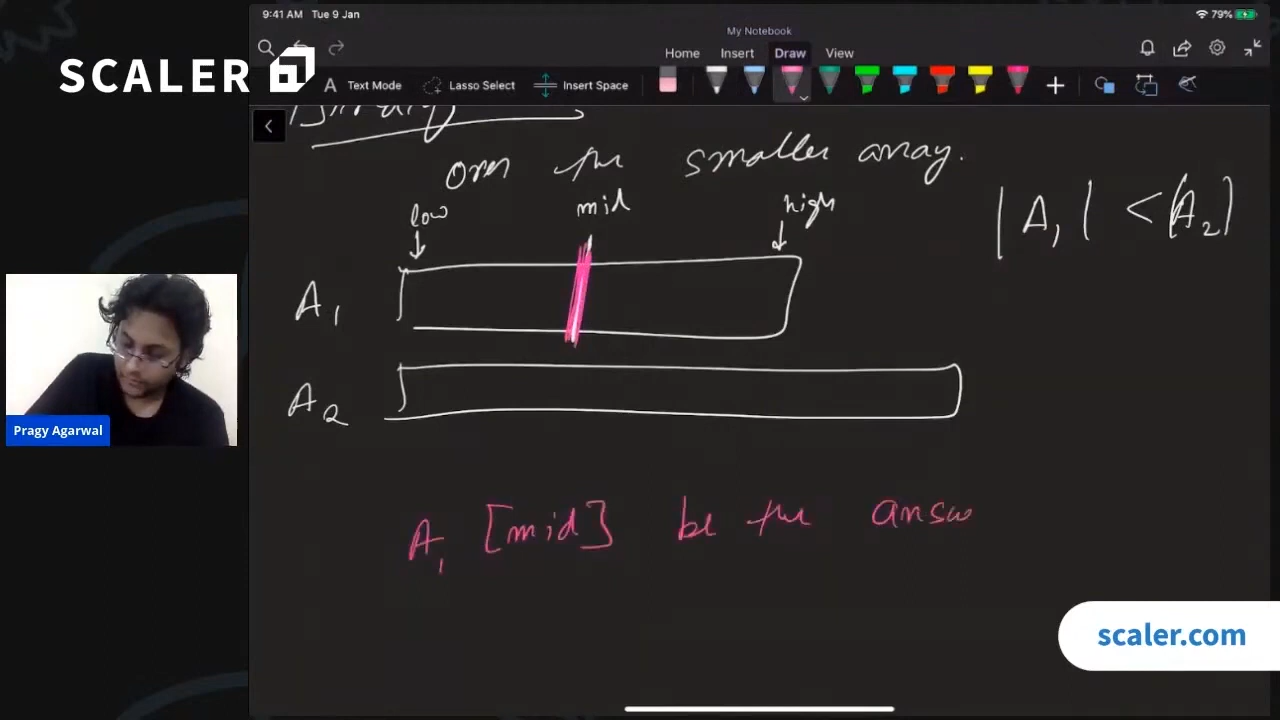 9:41 AM Tue 9 Jan
79%
My Notebook
Home Insert Draw View
SCALER
A Text Mode Lasso Select Insert Space
over the smaller array.
low mid high
|A1| < |A2|
A1
A2
Pragy Agarwal
A1 [mid] be the answ
scaler.com